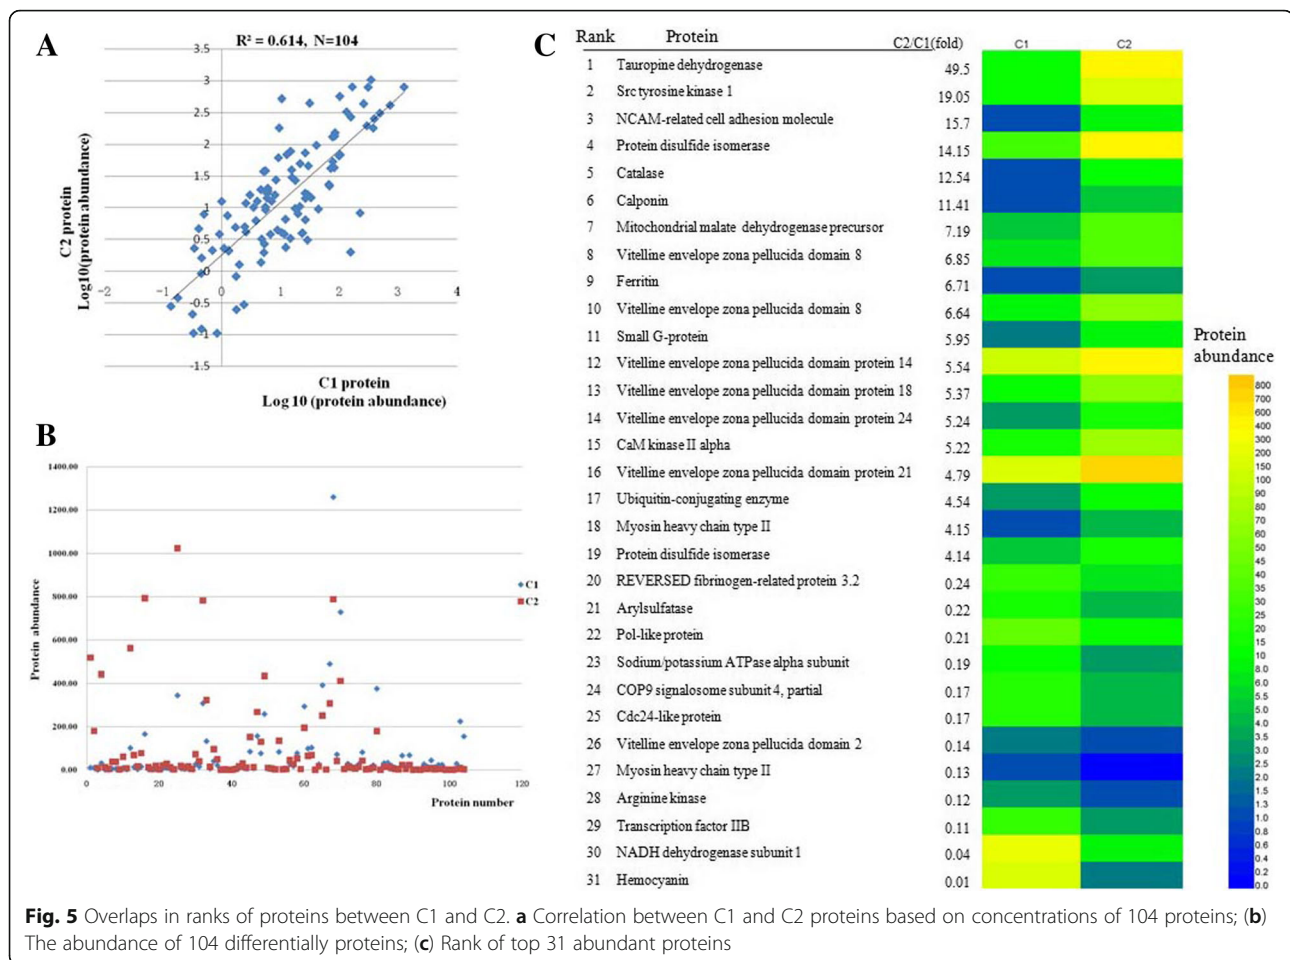 A
R² = 0.614, N=104
3.5
3
2.5
2
1.5
1
0.5
0
-0.5
-1
-1.5
−2
−1
0
1
2
3
4
C2 protein
Log10(protein abundance)
C1 protein
Log 10 (protein abundance)
B
1400.00
1200.00
1000.00
800.00
600.00
400.00
200.00
0.00
0 20 40 60 80 100 120
Protein abundance
Protein number
C1
C2
C
Rank Protein C2/C1(fold) C1 C2
1 Tauropine dehydrogenase 49.5
2 Src tyrosine kinase 1 19.05
3 NCAM-related cell adhesion molecule 15.7
4 Protein disulfide isomerase 14.15
5 Catalase 12.54
6 Calponin 11.41
7 Mitochondrial malate dehydrogenase precursor 7.19
8 Vitelline envelope zona pellucida domain 8 6.85
9 Ferritin 6.71
10 Vitelline envelope zona pellucida domain 8 6.64
11 Small G-protein 5.95
12 Vitelline envelope zona pellucida domain protein 14 5.54
13 Vitelline envelope zona pellucida domain protein 18 5.37
14 Vitelline envelope zona pellucida domain protein 24 5.24
15 CaM kinase II alpha 5.22
16 Vitelline envelope zona pellucida domain protein 21 4.79
17 Ubiquitin-conjugating enzyme 4.54
18 Myosin heavy chain type II 4.15
19 Protein disulfide isomerase 4.14
20 REVERSED fibrinogen-related protein 3.2 0.24
21 Arylsulfatase 0.22
22 Pol-like protein 0.21
23 Sodium/potassium ATPase alpha subunit 0.19
24 COP9 signalosome subunit 4, partial 0.17
25 Cdc24-like protein 0.17
26 Vitelline envelope zona pellucida domain 2 0.14
27 Myosin heavy chain type II 0.13
28 Arginine kinase 0.12
29 Transcription factor IIB 0.11
30 NADH dehydrogenase subunit 1 0.04
31 Hemocyanin 0.01
Protein
abundance
800
700
600
400
300
200
150
100
90
80
70
60
50
45
40
35
30
25
20
15
10
8.0
6.0
5.0
4.5
4.0
3.5
3.0
2.5
2.0
1.5
1.3
1.0
0.8
0.6
0.4
0.2
0.0
Fig. 5 Overlaps in ranks of proteins between C1 and C2. a Correlation between C1 and C2 proteins based on concentrations of 104 proteins; (b)
The abundance of 104 differentially proteins; (c) Rank of top 31 abundant proteins